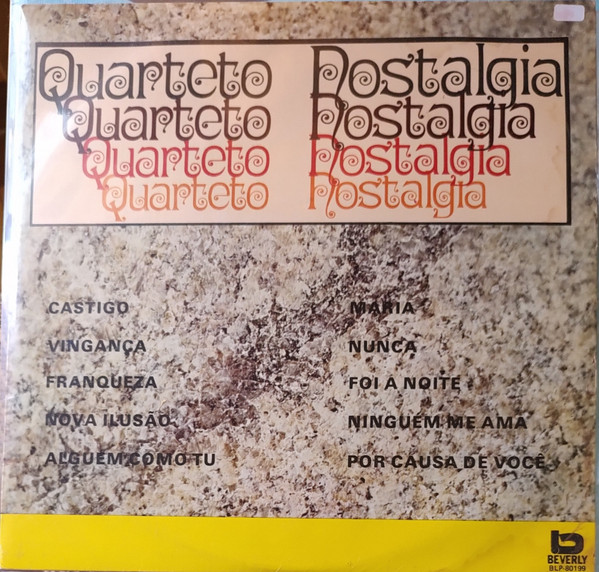 Quarteto Nostalgia
Quarteto Nostalgia
Quarteto Nostalgia
Quarteto Nostalgia
CASTIGO
VINGANÇA
FRANQUEZA
NOVA ILUSÃO
ALGUÉM COMO TU
MARIA
NUNCA
FOI A NOITE
NINGUÉM ME AMA
POR CAUSA DE VOCÊ
b
BEVERLY
BLP-80199